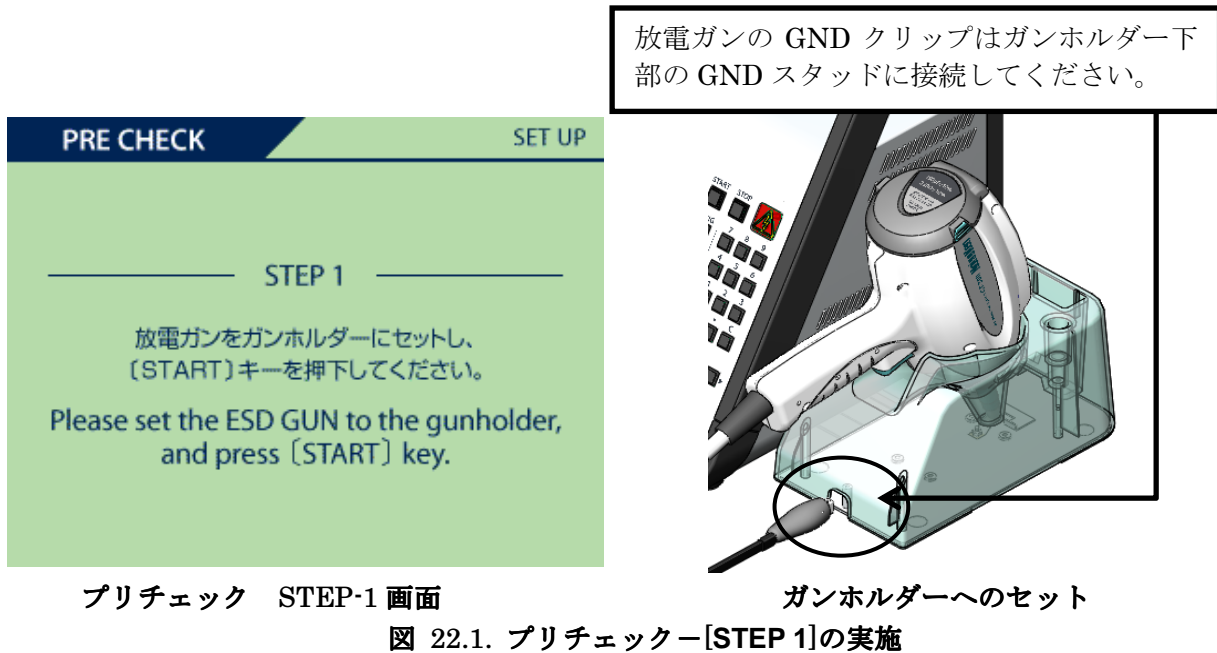 放電ガンの GND クリップはガンホルダー下
部の GND スタッドに接続してください。
PRE CHECK
SET UP
STEP 1
放電ガンをガンホルダーにセットし、
〔START〕キーを押下してください。
Please set the ESD GUN to the gunholder,
and press〔START〕key.
START STOP
7 8 9
4 5 6
2 3
C
プリチェック　STEP-1 画面
ガンホルダーへのセット
図 22.1. プリチェック－[STEP 1]の実施